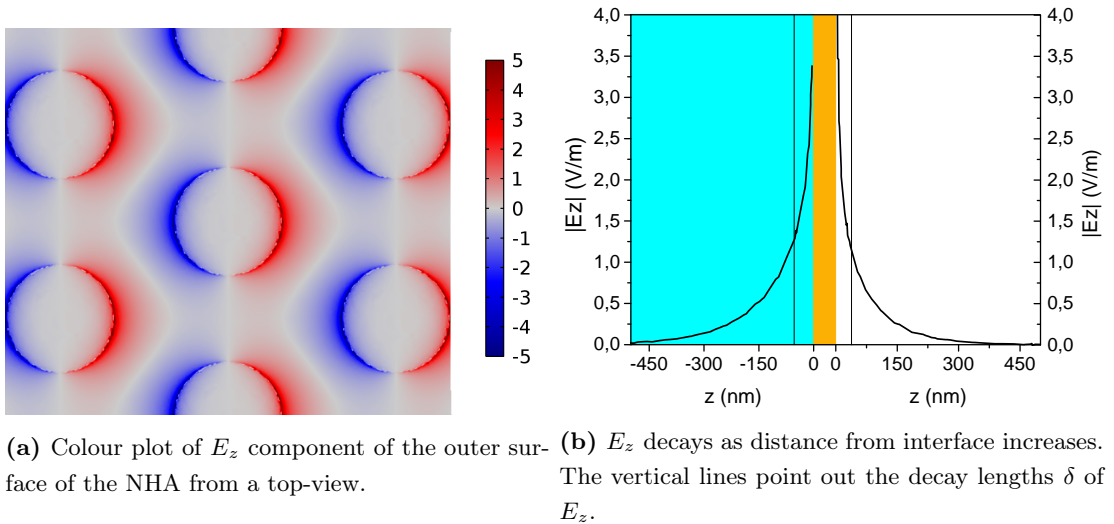 5
4
3
2
1
0
-1
-2
-3
-4
-5
(a) Colour plot of E_z component of the outer sur-
face of the NHA from a top-view.
b)
4,0
3,5
3,0
2,5
2,0
1,5
1,0
0,5
0,0
|Ez| (V/m)
-450 -300 -150 0 0 150 300 450
z (nm) z (nm)
4,0
3,5
3,0
2,5
2,0
1,5
1,0
0,5
0,0
|Ez| (V/m)
(b) E_z decays as distance from interface increases.
The vertical lines point out the decay lengths δ of
E_z.